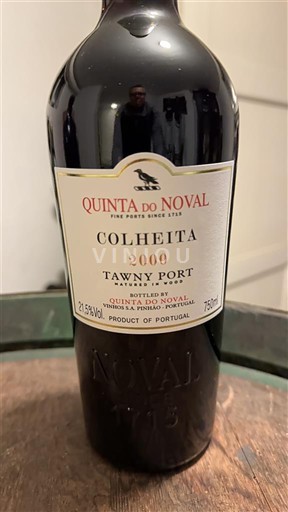 QUINTA DO NOVAL
FINE PORTS SINCE 1715
COLHEITA
2000
VINIOU
TAWNY PORT
MATURED IN WOOD
BOTTLED BY
QUINTA DO NOVAL
21,5%Vol. VINHOS S.A. PINHÃO - PORTUGAL 750ml
PRODUCT OF PORTUGAL
NOVAL
1715